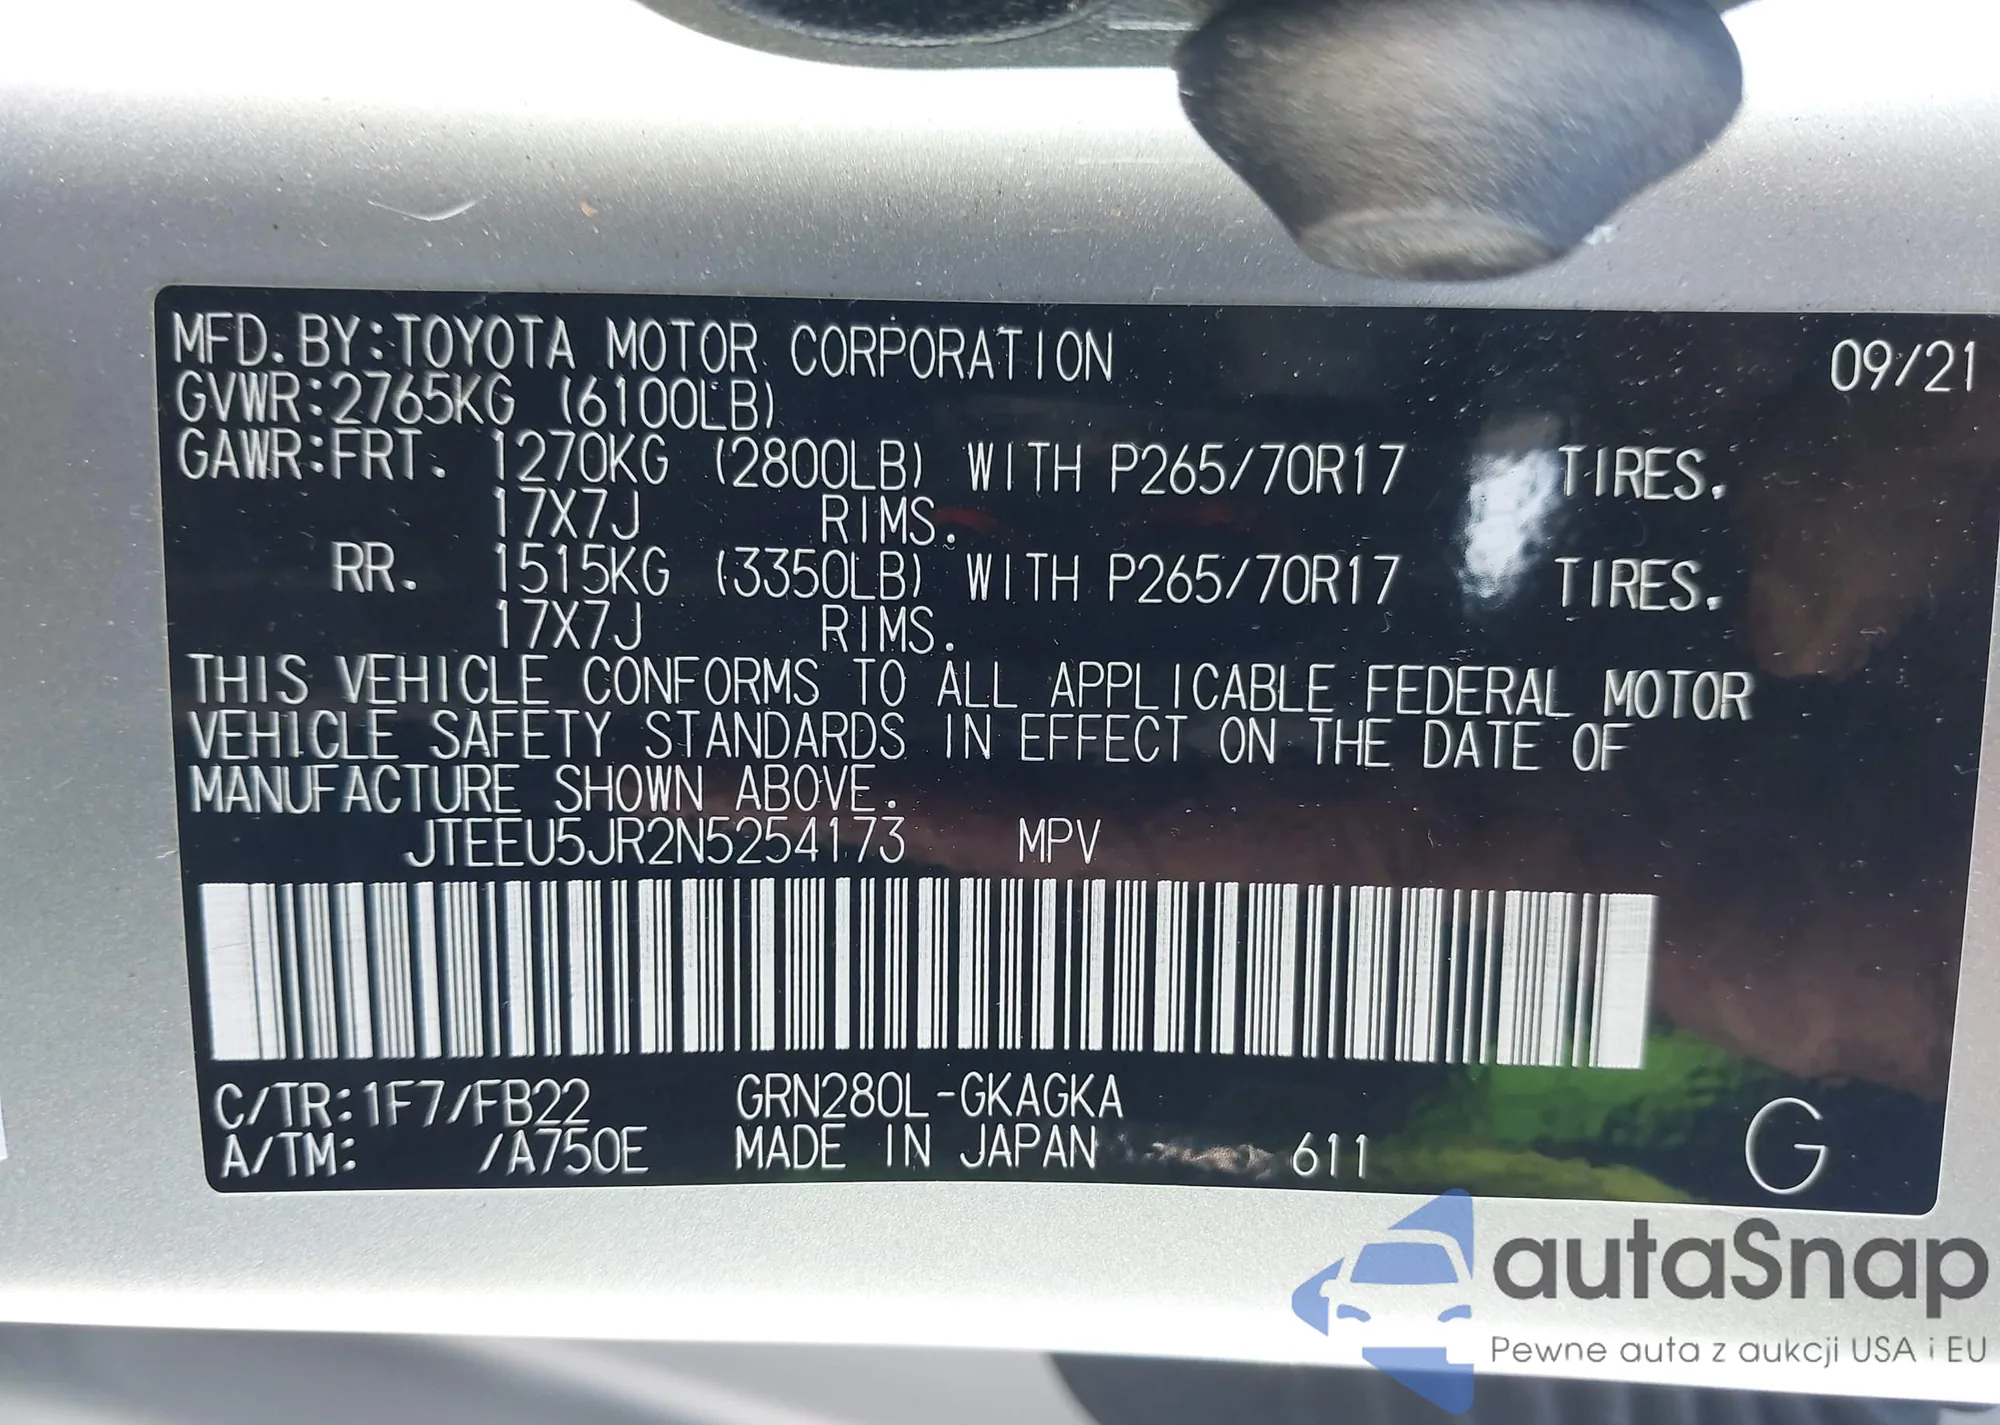 MFD. BY: TOYOTA MOTOR CORPORATION 09/21
GVWR: 2765KG (6100LB)
GAWR: FRT. 1270KG (2800LB) WITH P265/70R17 TIRES.
17X7J RIMS.
RR. 1515KG (3350LB) WITH P265/70R17 TIRES.
17X7J RIMS.
THIS VEHICLE CONFORMS TO ALL APPLICABLE FEDERAL MOTOR
VEHICLE SAFETY STANDARDS IN EFFECT ON THE DATE OF
MANUFACTURE SHOWN ABOVE.
JTEEU5JR2N5254173 MPV
C/TR: 1F7/FB22 GRN280L-GKAGKA
A/TM: /A750E MADE IN JAPAN 611 G
autaSnap
Pewne auta z aukcji USA i EU